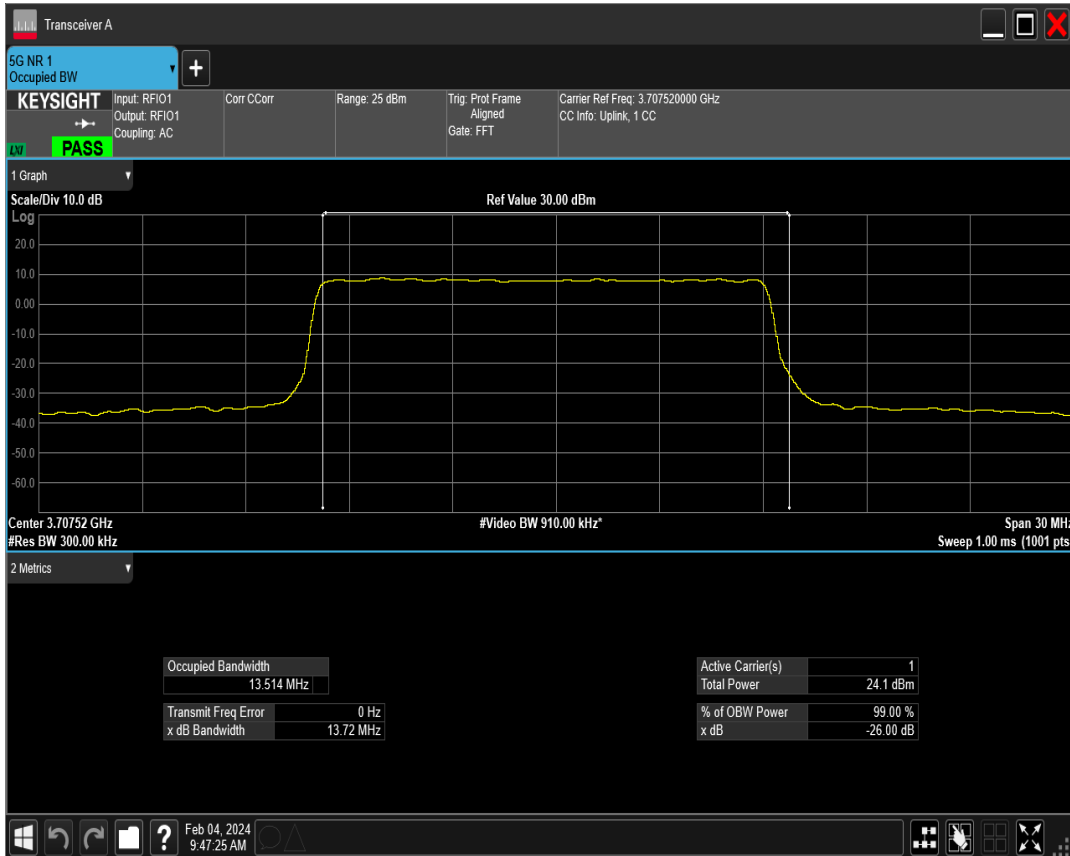 Transceiver A
5G NR 1
Occupied BW
+
KEYSIGHT
LXI
PASS
Input: RFIO1
Output: RFIO1
Coupling: AC
Corr CCorr
Range: 25 dBm
Trig: Prot Frame
Aligned
Gate: FFT
Carrier Ref Freq: 3.707520000 GHz
CC Info: Uplink, 1 CC
1 Graph
Scale/Div 10.0 dB
Ref Value 30.00 dBm
Log
20.0
10.0
0.00
-10.0
-20.0
-30.0
-40.0
-50.0
-60.0
Center 3.70752 GHz
#Video BW 910.00 kHz*
Span 30 MHz
#Res BW 300.00 kHz
Sweep 1.00 ms (1001 pts
2 Metrics
Occupied Bandwidth
13.514 MHz
Transmit Freq Error 0 Hz
x dB Bandwidth 13.72 MHz
Active Carrier(s) 1
Total Power 24.1 dBm
% of OBW Power 99.00 %
x dB -26.00 dB
?
Feb 04, 2024
9:47:25 AM